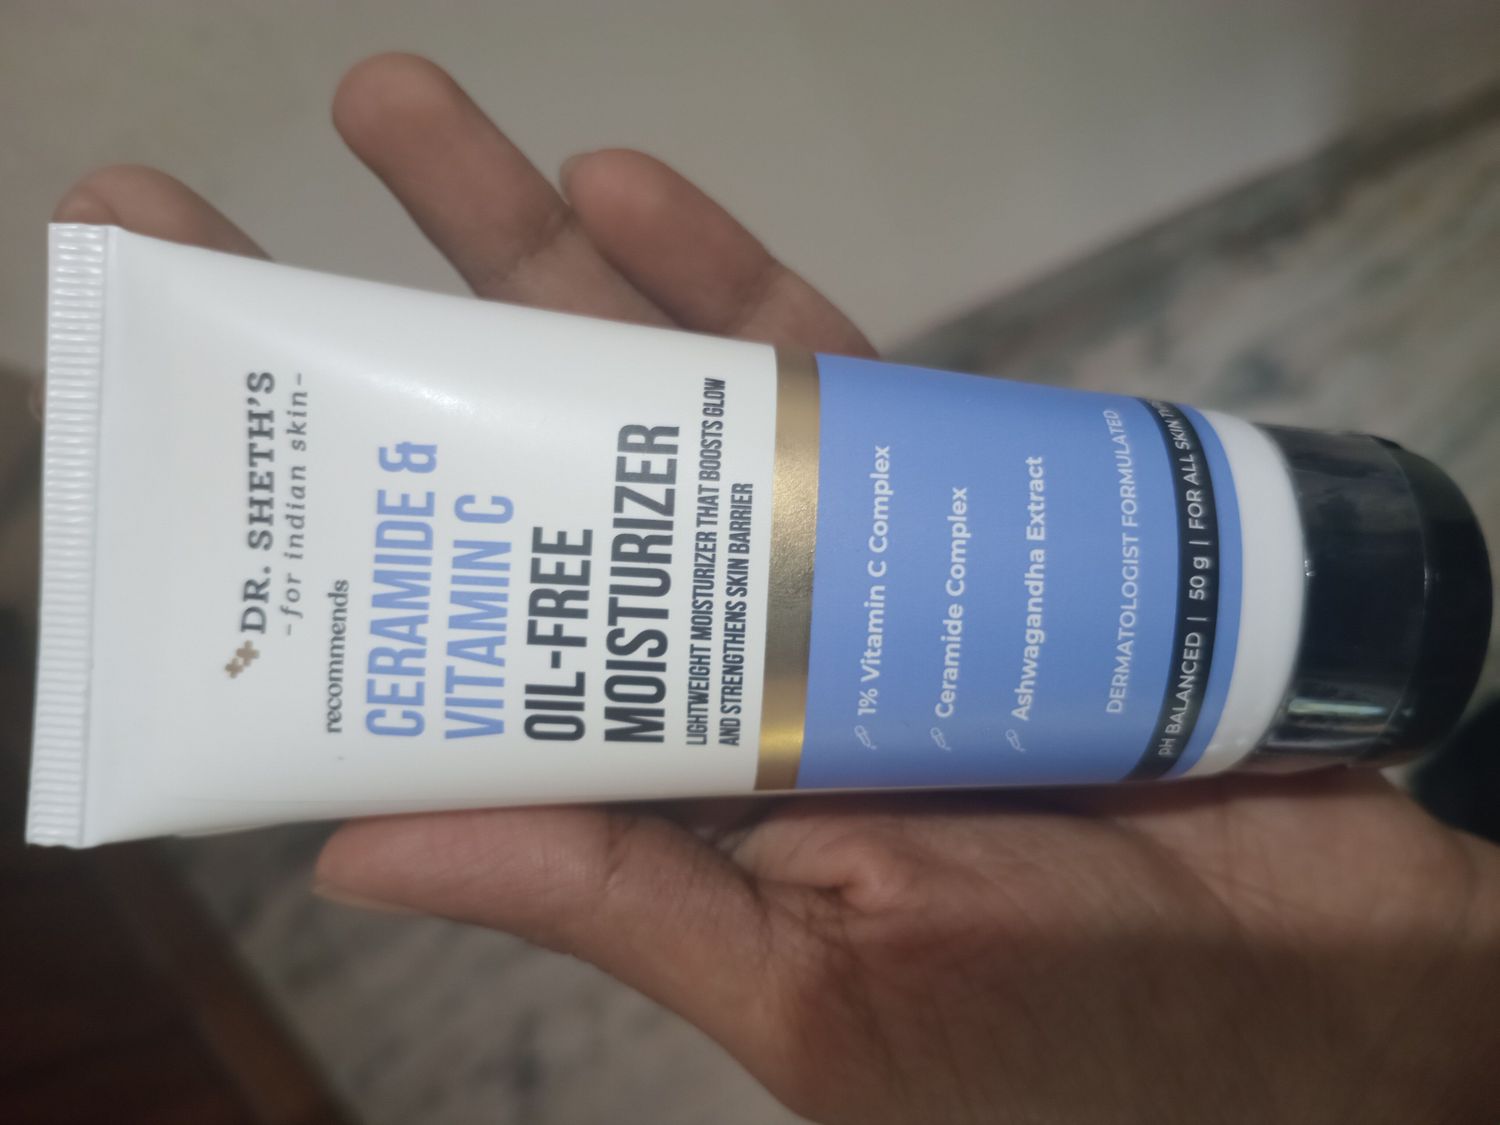 DR. SHETH'S
-for indian skin-
recommends
CERAMIDE &
VITAMIN C
OIL-FREE
MOISTURIZER
LIGHTWEIGHT MOISTURIZER THAT BOOSTS GLOW
AND STRENGTHENS SKIN BARRIER
1% Vitamin C Complex
Ceramide Complex
Ashwagandha Extract
DERMATOLOGIST FORMULATED
PH BALANCED | 50 g | FOR ALL SKIN